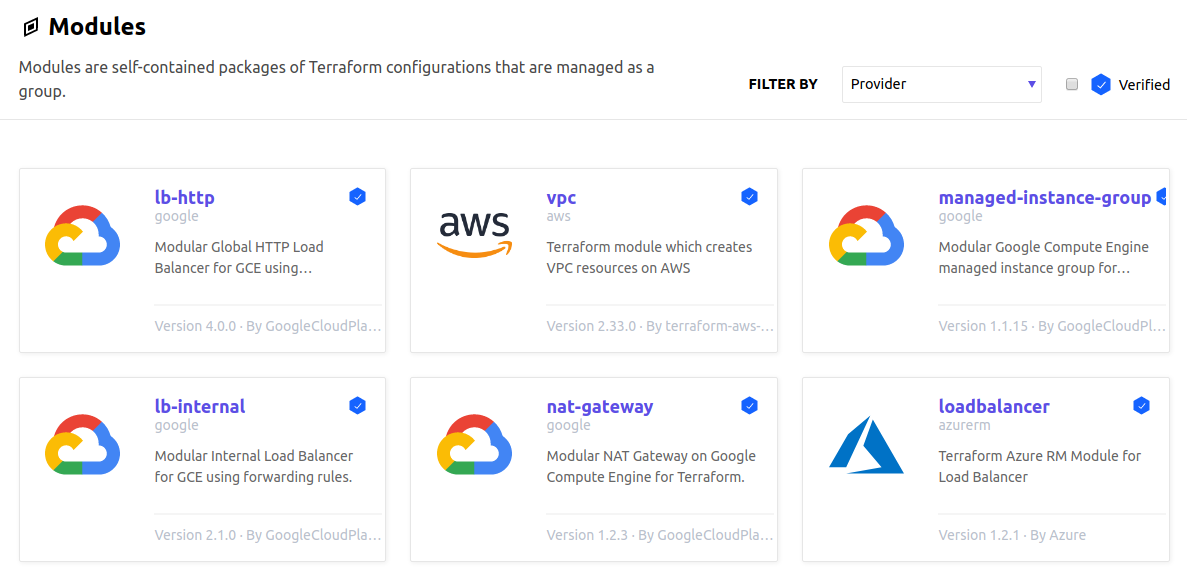 Modules
Modules are self-contained packages of Terraform configurations that are managed as a
group.
FILTER BY
Provider
Verified
lb-http
google
Modular Global HTTP Load
Balancer for GCE using…
Version 4.0.0 · By GoogleCloudPla…
aws
vpc
aws
Terraform module which creates
VPC resources on AWS
Version 2.33.0 · By terraform-aws-…
managed-instance-group
google
Modular Google Compute Engine
managed instance group for…
Version 1.1.15 · By GoogleCloudPl…
lb-internal
google
Modular Internal Load Balancer
for GCE using forwarding rules.
Version 2.1.0 · By GoogleCloudPla…
nat-gateway
google
Modular NAT Gateway on Google
Compute Engine for Terraform.
Version 1.2.3 · By GoogleCloudPla…
loadbalancer
azurerm
Terraform Azure RM Module for
Load Balancer
Version 1.2.1 · By Azure